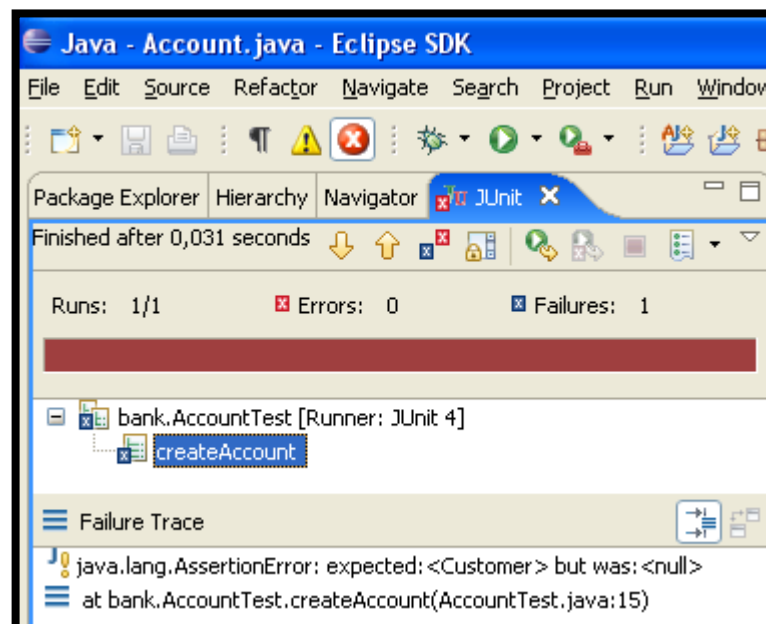 Java - Account.java - Eclipse SDK
File Edit Source Refactor Navigate Search Project Run Window
Package Explorer Hierarchy Navigator JUnit
Finished after 0,031 seconds
Runs: 1/1 Errors: 0 Failures: 1
bank.AccountTest [Runner: JUnit 4]
createAccount
Failure Trace
java.lang.AssertionError: expected:<Customer> but was:<null>
at bank.AccountTest.createAccount(AccountTest.java:15)